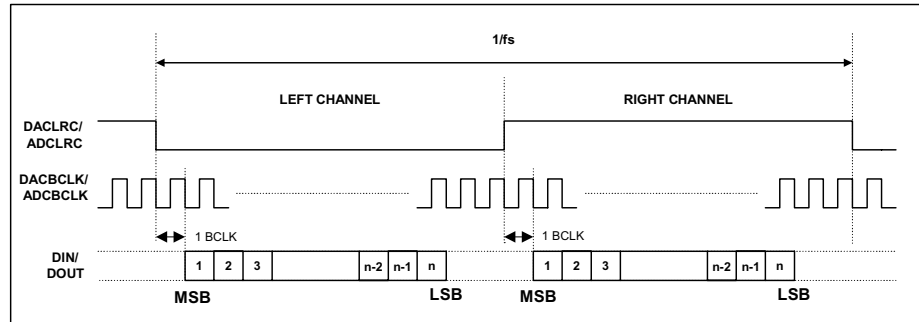 1/fs
LEFT CHANNEL
RIGHT CHANNEL
DACLRC/
ADCLRC
DACBCLK/
ADCBCLK
1 BCLK
1 BCLK
DIN/
DOUT
1 2 3 n-2 n-1 n
1 2 3 n-2 n-1 n
MSB
LSB
MSB
LSB